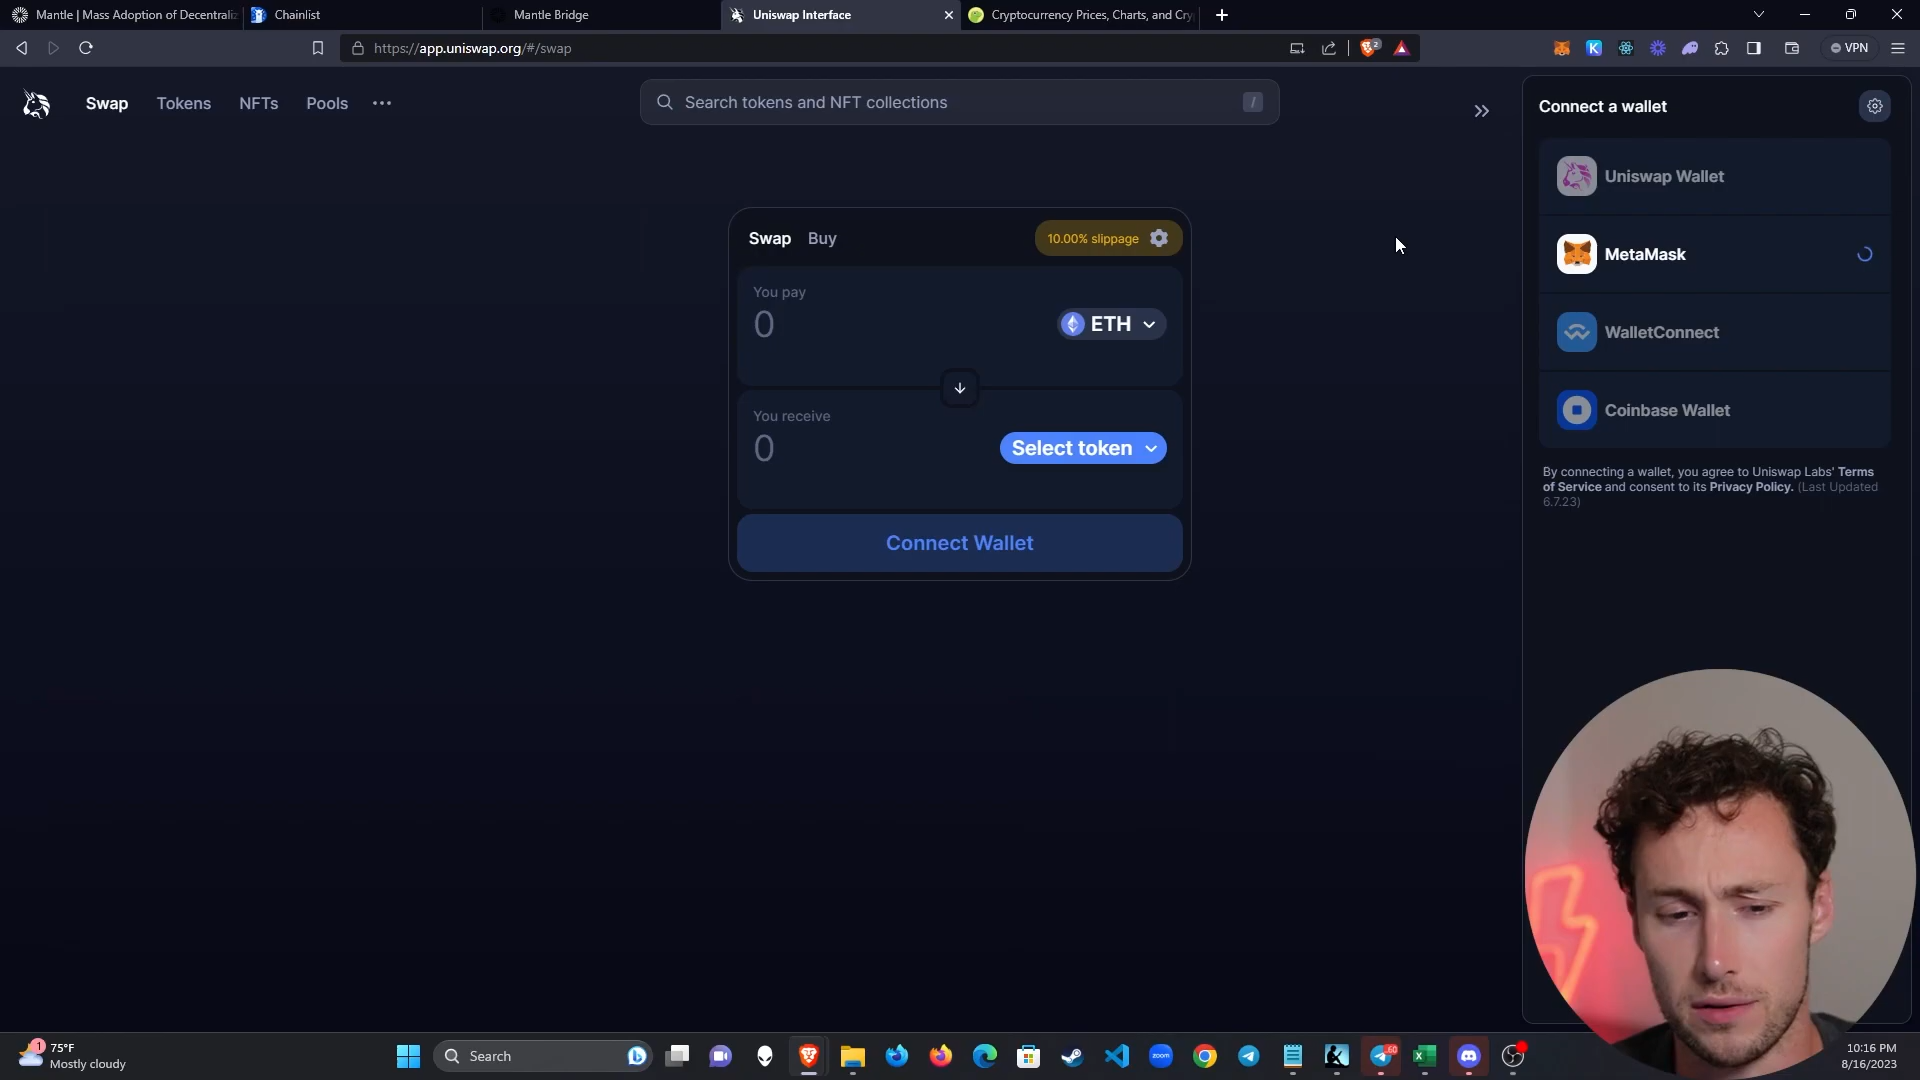 Mantle | Mass Adoption of Decentraliz
Chainlist
Mantle Bridge
Uniswap Interface
Cryptocurrency Prices, Charts, and Cry
https://app.uniswap.org/#/swap
2
VPN
Swap
Tokens
NFTs
Pools
Search tokens and NFT collections
/
Connect a wallet
Uniswap Wallet
MetaMask
WalletConnect
Coinbase Wallet
By connecting a wallet, you agree to Uniswap Labs' Terms
of Service and consent to its Privacy Policy. (Last Updated
6.7.23)
Swap
Buy
10.00% slippage
You pay
0
ETH
You receive
0
Select token
Connect Wallet
1
75°F
Mostly cloudy
Search
zoom
60
10:16 PM
8/16/2023